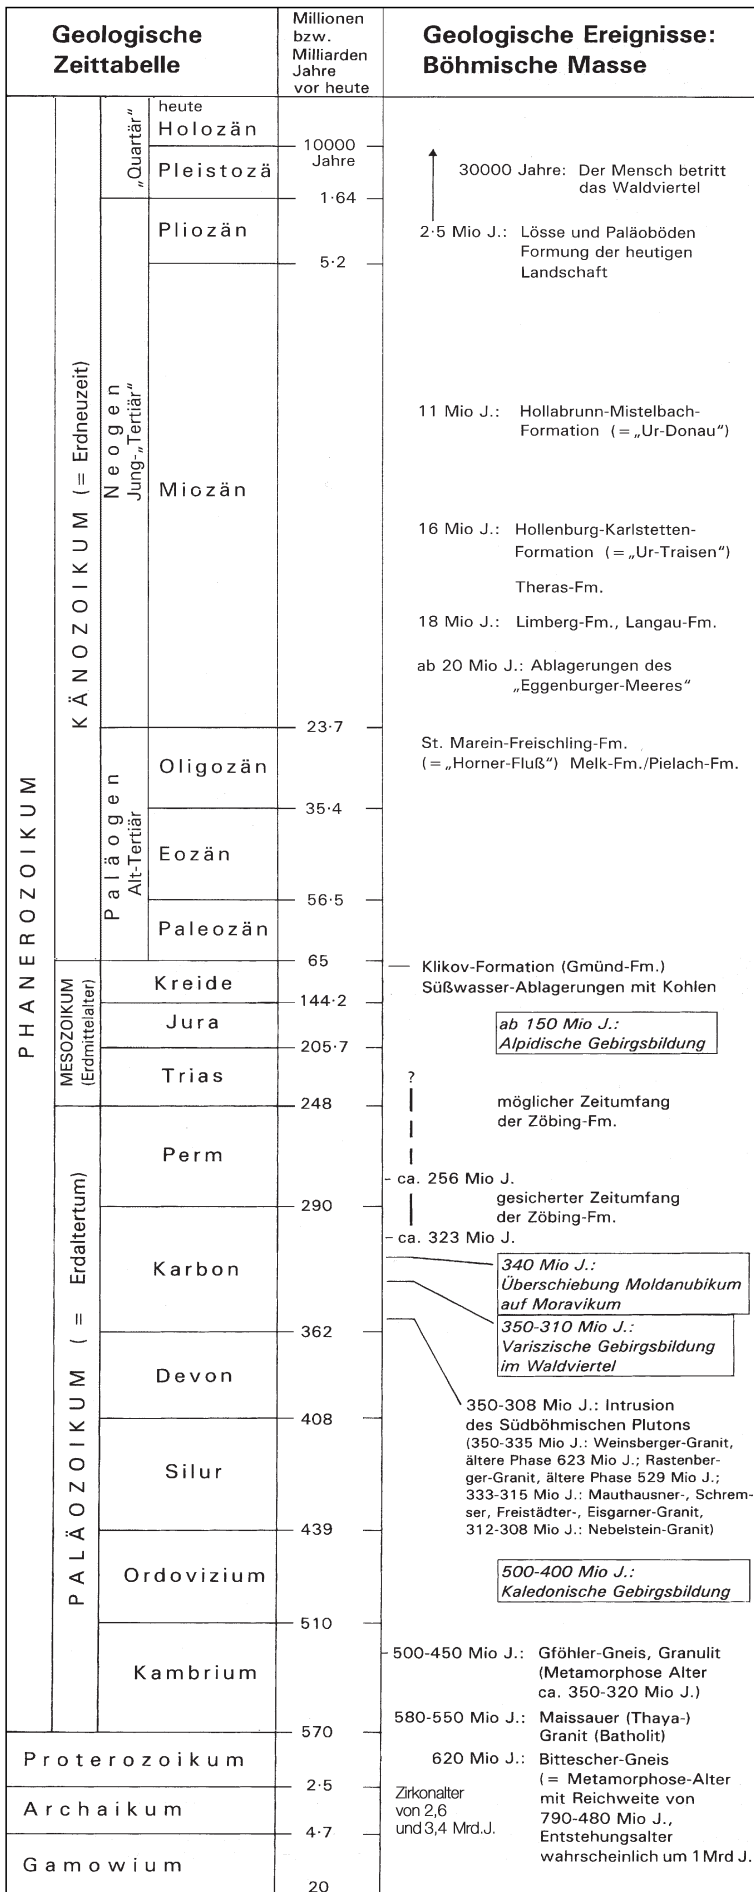 Geologische
Zeittabelle
Millionen
bzw.
Milliarden
Jahre
vor heute
Geologische Ereignisse:
Böhmische Masse
PHANEROZOIKUM
KÄNOZOIKUM (= Erdneuzeit)
„Quartär“
heute
Holozän
10000
Jahre
Pleistozä
30000 Jahre: Der Mensch betritt
das Waldviertel
1·64
Neogen
Jung-„Tertiär“
Pliozän
2·5 Mio J.: Lösse und Paläoböden
Formung der heutigen
Landschaft
5·2
Miozän
11 Mio J.: Hollabrunn-Mistelbach-
Formation (=„Ur-Donau“)
16 Mio J.: Hollenburg-Karlstetten-
Formation (=„Ur-Traisen“)
Theras-Fm.
18 Mio J.: Limberg-Fm., Langau-Fm.
ab 20 Mio J.: Ablagerungen des
„Eggenburger-Meeres“
23·7
Paläogen
Alt-Tertiär
Oligozän
St. Marein-Freischling-Fm.
(=„Horner-Fluß“) Melk-Fm./Pielach-Fm.
35·4
Eozän
56·5
Paleozän
65
MESOZOIKUM
(Erdmittelalter)
Kreide
Klikov-Formation (Gmünd-Fm.)
Süßwasser-Ablagerungen mit Kohlen
144·2
Jura
ab 150 Mio J.:
Alpidische Gebirgsbildung
205·7
Trias
?
möglicher Zeitumfang
der Zöbing-Fm.
248
PALÄOZOIKUM (= Erdaltertum)
Perm
ca. 256 Mio J.
290
gesicherter Zeitumfang
der Zöbing-Fm.
ca. 323 Mio J.
Karbon
340 Mio J.:
Überschiebung Moldanubikum
auf Moravikum
350-310 Mio J.:
Variszische Gebirgsbildung
im Waldviertel
362
Devon
350-308 Mio J.: Intrusion
des Südböhmischen Plutons
(350-335 Mio J.: Weinsberger-Granit,
ältere Phase 623 Mio J.; Rastenber-
ger-Granit, ältere Phase 529 Mio J.;
333-315 Mio J.: Mauthausner-, Schrem-
ser, Freistädter-, Eisgarner-Granit,
312-308 Mio J.: Nebelstein-Granit)
408
Silur
439
Ordovizium
500-400 Mio J.:
Kaledonische Gebirgsbildung
510
Kambrium
500-450 Mio J.: Gföhler-Gneis, Granulit
(Metamorphose Alter
ca. 350-320 Mio J.)
580-550 Mio J.: Maissauer (Thaya-)
Granit (Batholit)
570
Proterozoikum
620 Mio J.: Bittescher-Gneis
(= Metamorphose-Alter
mit Reichweite von
790-480 Mio J.,
Entstehungsalter
wahrscheinlich um 1Mrd J.
2·5
Archaikum
Zirkonalter
von 2,6
und 3,4 Mrd.J.
4·7
Gamowium
20